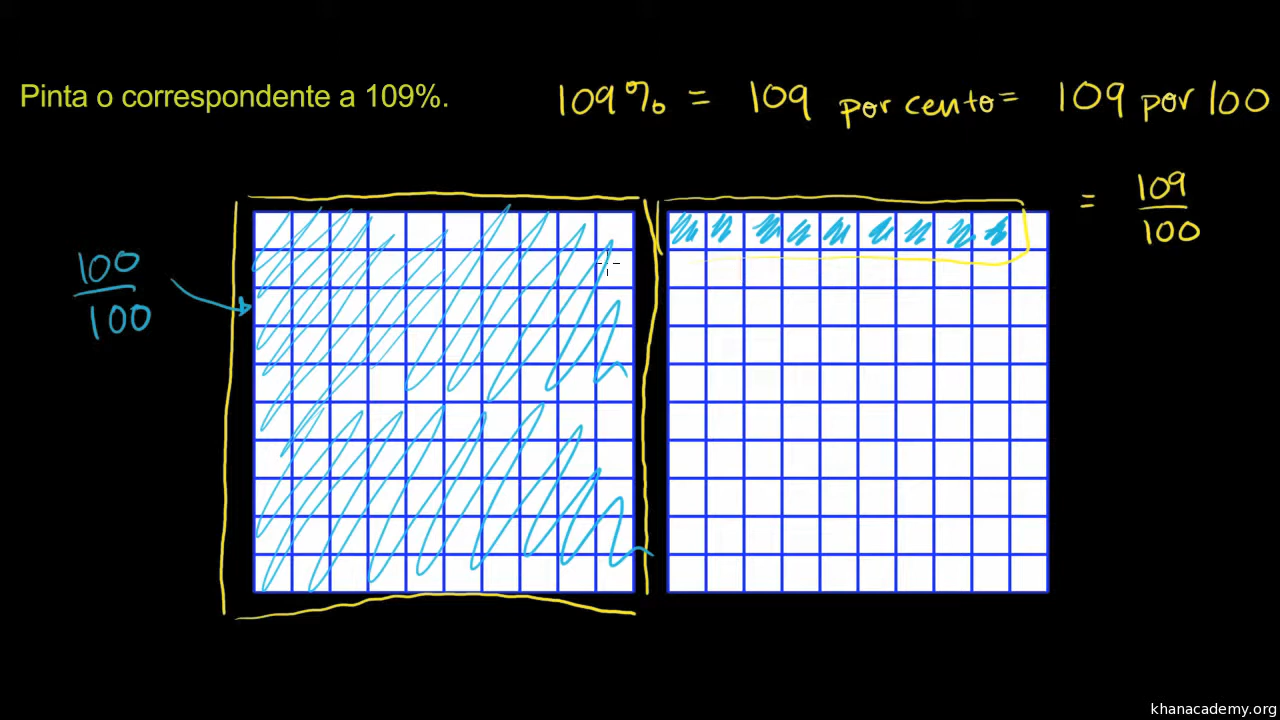 Pinta o correspondente a 109%.
109% = 109 por cento = 109 por 100
= 109
100
100
100
khanacademy.org